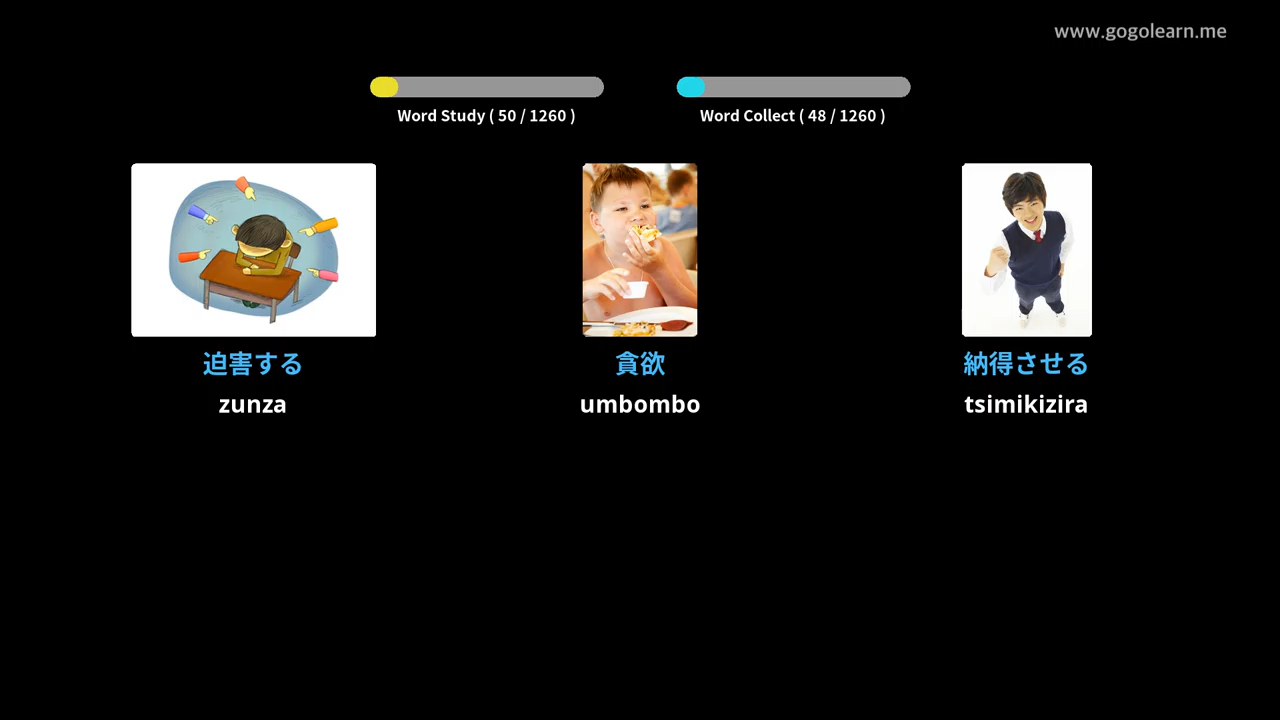 www.gogolearn.me
Word Study ( 50 / 1260 )
Word Collect ( 48 / 1260 )
迫害する
貪欲
納得させる
zunza
umbombo
tsimikizira